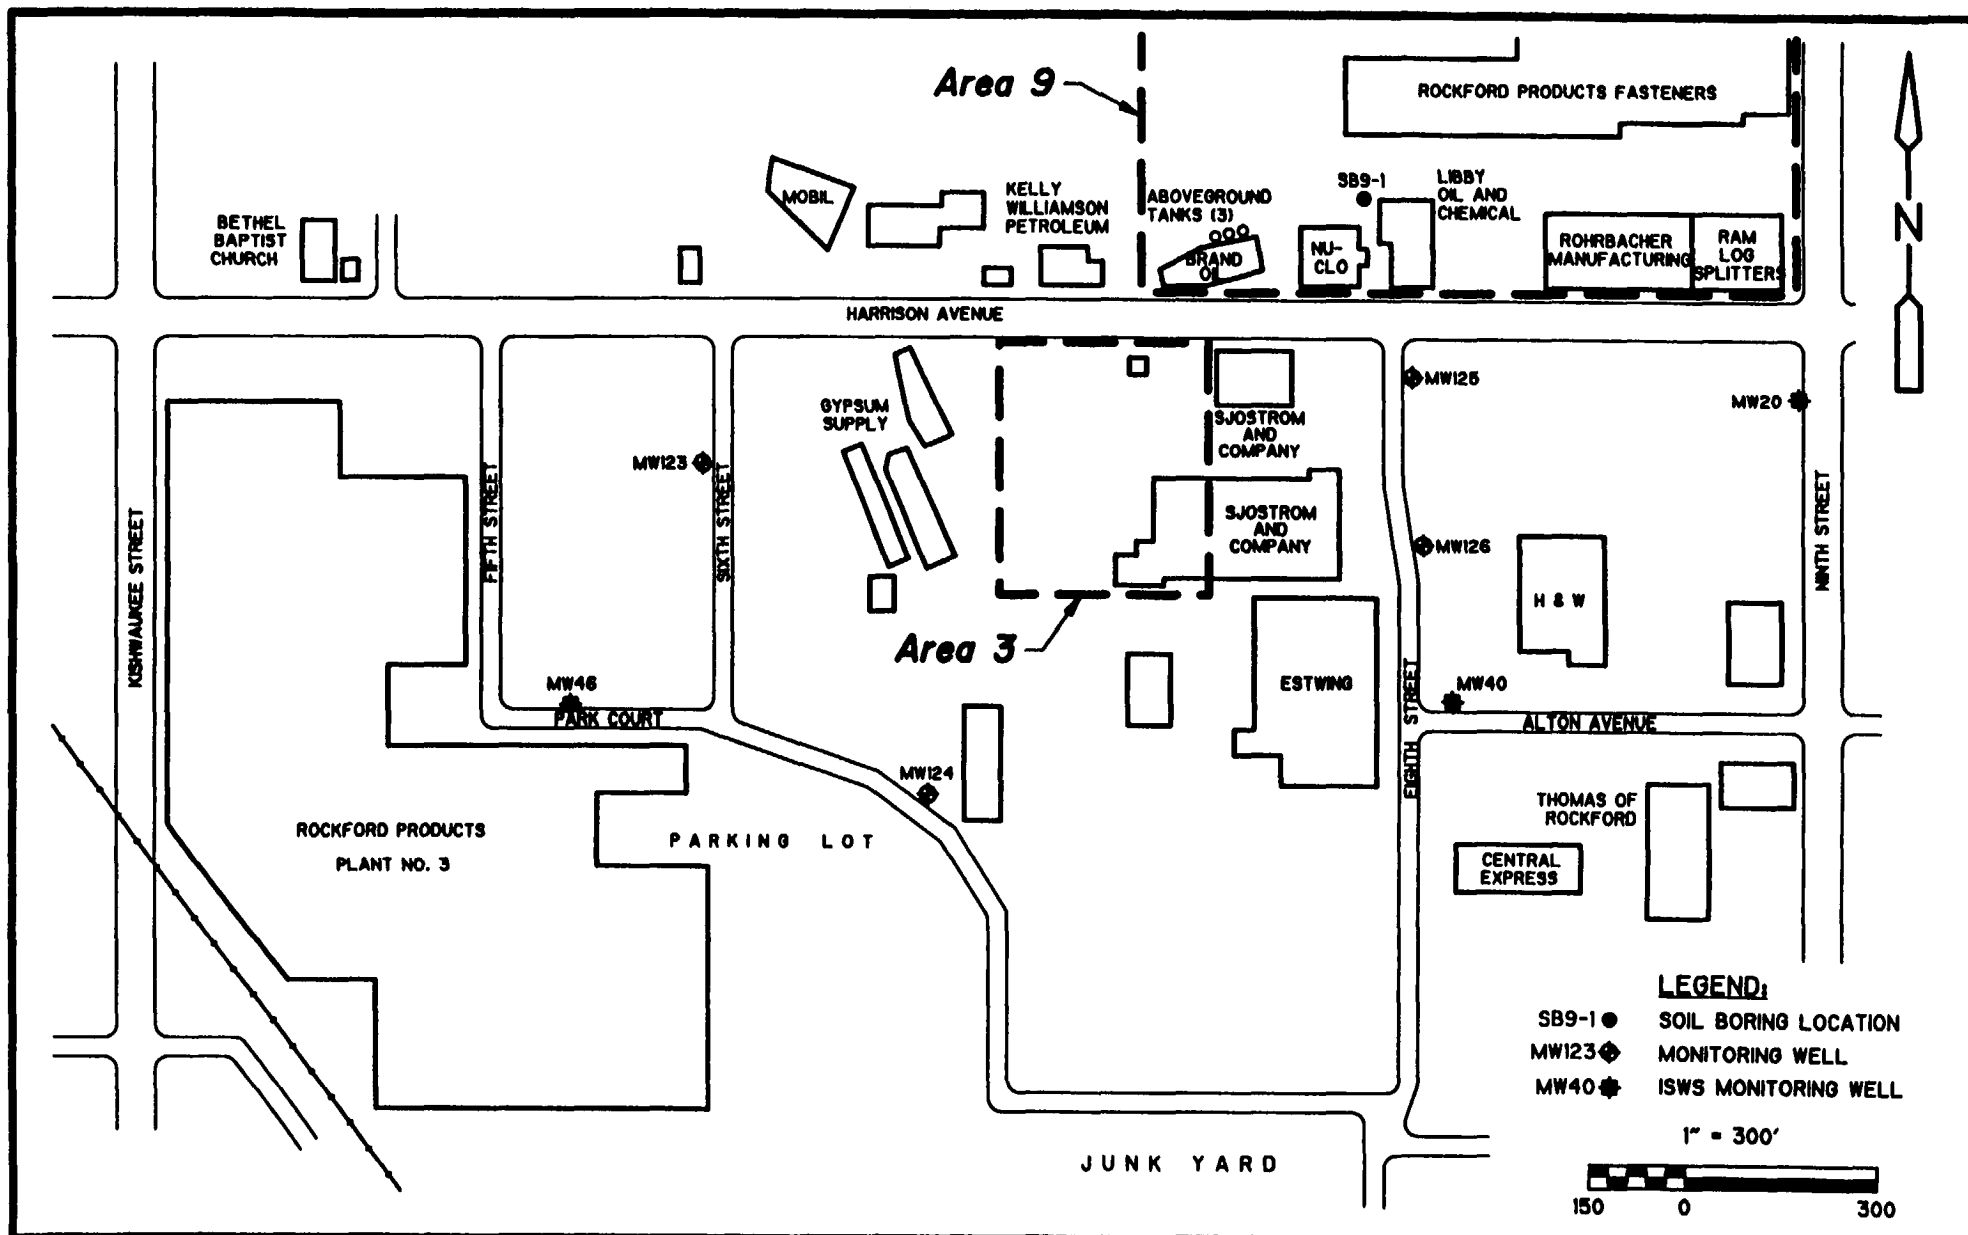 Area 9
ROCKFORD PRODUCTS FASTENERS
MOBIL
KELLY
WILLIAMSON
PETROLEUM
ABOVEGROUND
TANKS (3)
SB9-1
LIBBY
OIL AND
CHEMICAL
N
BETHEL
BAPTIST
CHURCH
BRAND
OIL
NU-
CLO
ROHRBACHER
MANUFACTURING
RAM
LOG
SPLITTERS
HARRISON AVENUE
GYPSUM
SUPPLY
SJOSTROM
AND
COMPANY
MW125
MW20
MW123
FIFTH STREET
SIXTH STREET
KISHWAUKEE STREET
SJOSTROM
AND
COMPANY
MW126
NINTH STREET
H & W
Area 3
MW46
PARK COURT
ESTWING
EIGHTH STREET
MW40
ALTON AVENUE
MW124
THOMAS OF
ROCKFORD
ROCKFORD PRODUCTS
PLANT NO. 3
PARKING LOT
CENTRAL
EXPRESS
LEGEND:
SB9-1 SOIL BORING LOCATION
MW123 MONITORING WELL
MW40 ISWS MONITORING WELL
1" = 300'
150 0 300
JUNK YARD